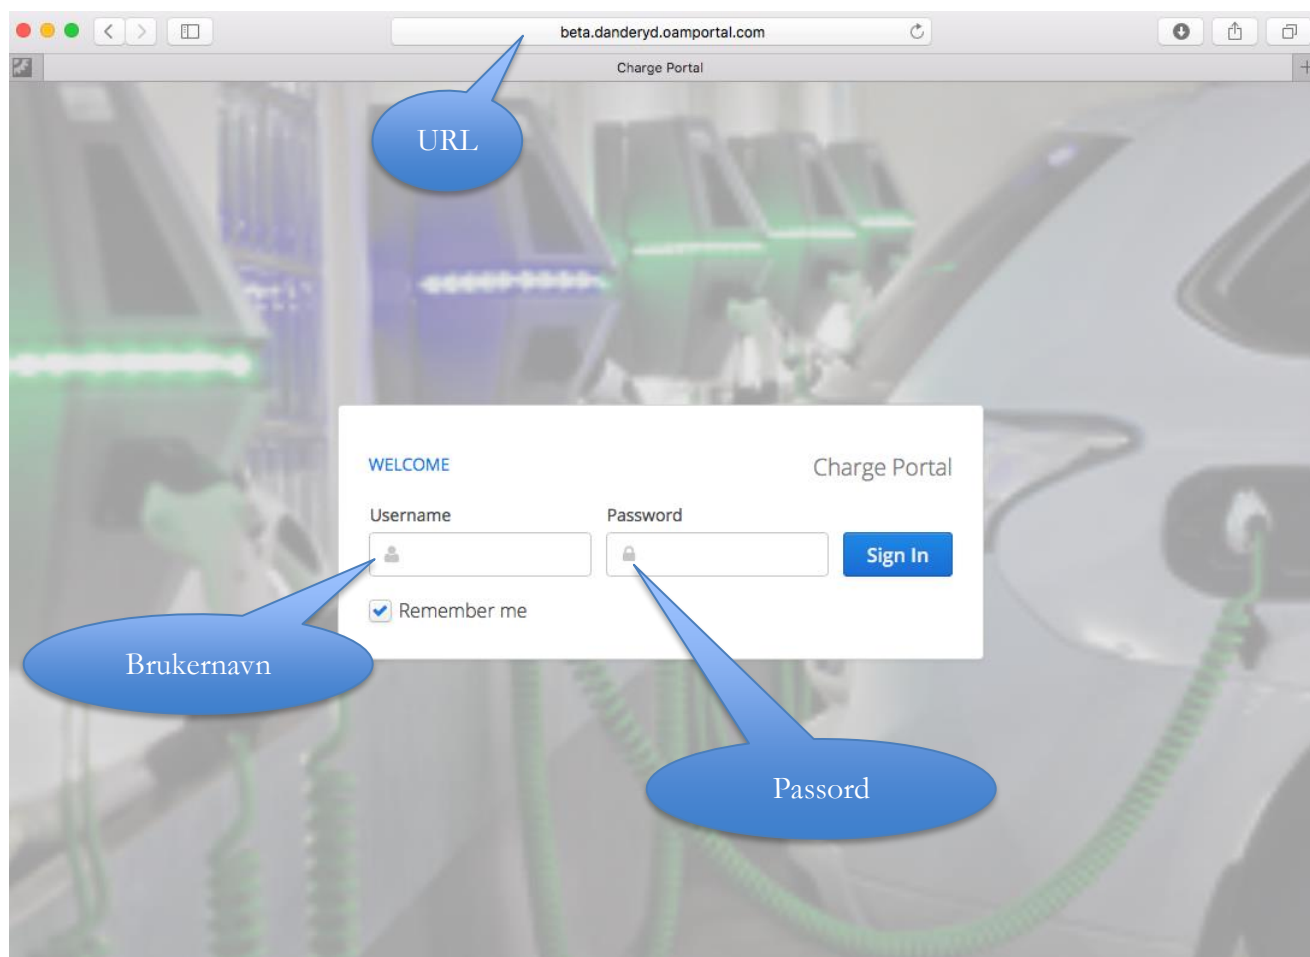 beta.danderyd.oamportal.com
Charge Portal
URL
WELCOME
Charge Portal
Username
Password
Sign In
Remember me
Brukernavn
Passord